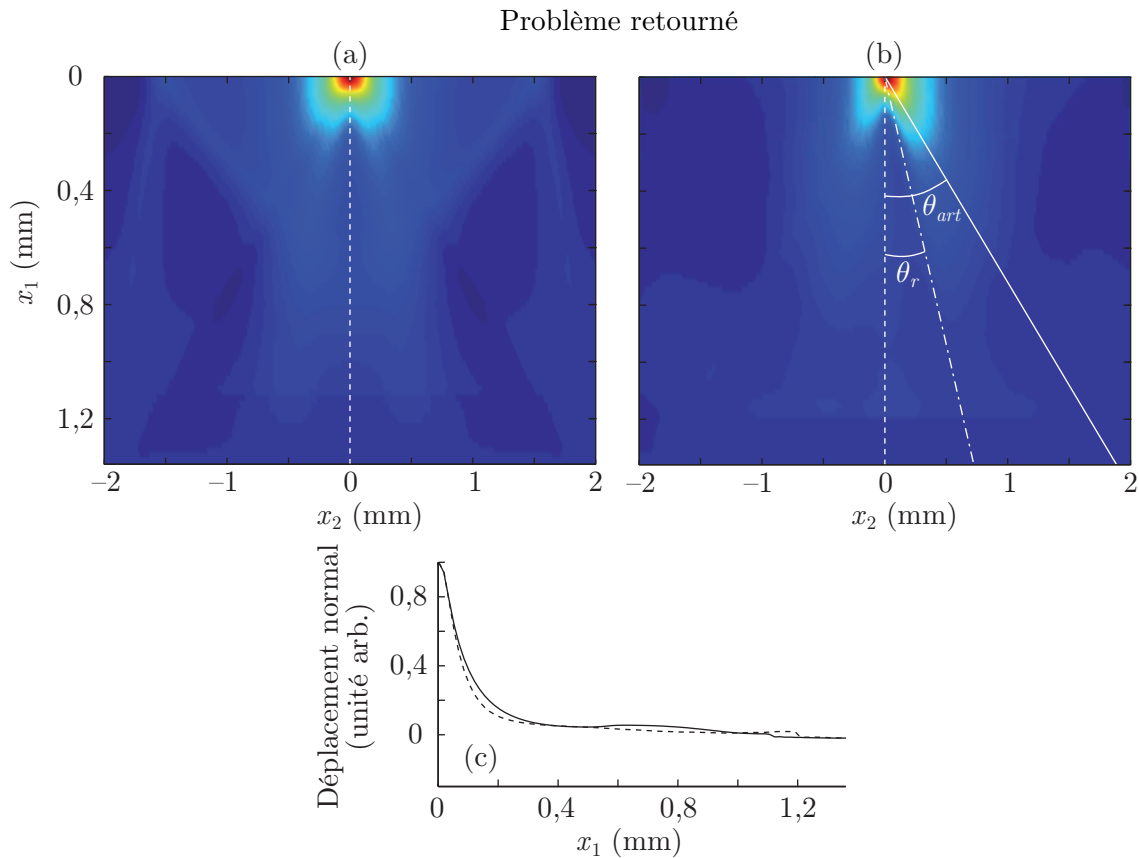 Problème retourné
(a)
(b)
0
0,4
0,8
1,2
x₁ (mm)
θ_art
θ_r
–2 –1 0 1 2
–2 –1 0 1 2
x₂ (mm)
x₂ (mm)
Déplacement normal
(unité arb.)
0,8
0,4
0
(c)
0 0,4 0,8 1,2
x₁ (mm)